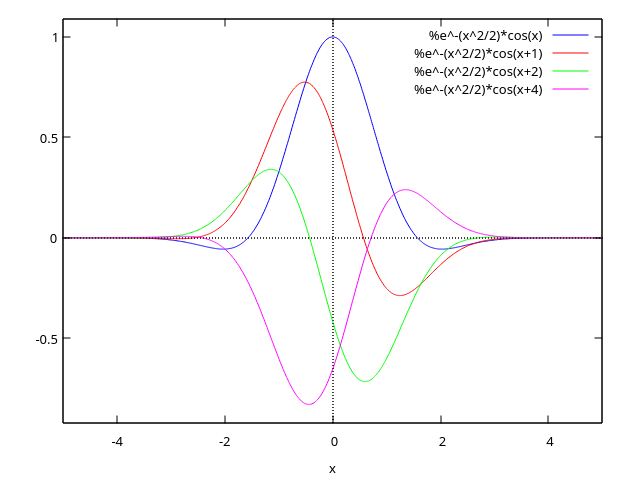 %e^-(x^2/2)*cos(x)
%e^-(x^2/2)*cos(x+1)
%e^-(x^2/2)*cos(x+2)
%e^-(x^2/2)*cos(x+4)
1
0.5
0
-0.5
-4 -2 0 2 4
x